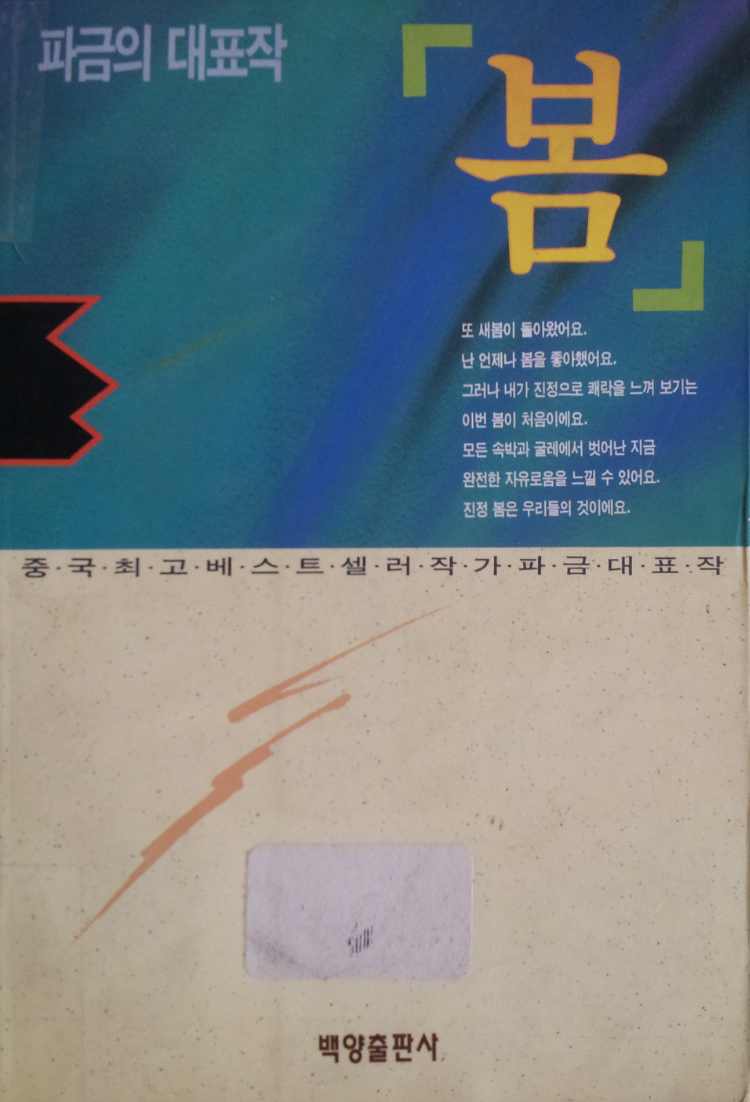 파금의 대표작
「봄」
또 새봄이 돌아왔어요.
난 언제나 봄을 좋아했어요.
그러나 내가 진정으로 쾌락을 느껴 보기는
이번 봄이 처음이에요.
모든 속박과 굴레에서 벗어난 지금
완전한 자유로움을 느낄 수 있어요.
진정 봄은 우리들의 것이에요.
중·국·최·고·베·스·트·셀·러·작·가·파·금·대·표·작
백양출판사